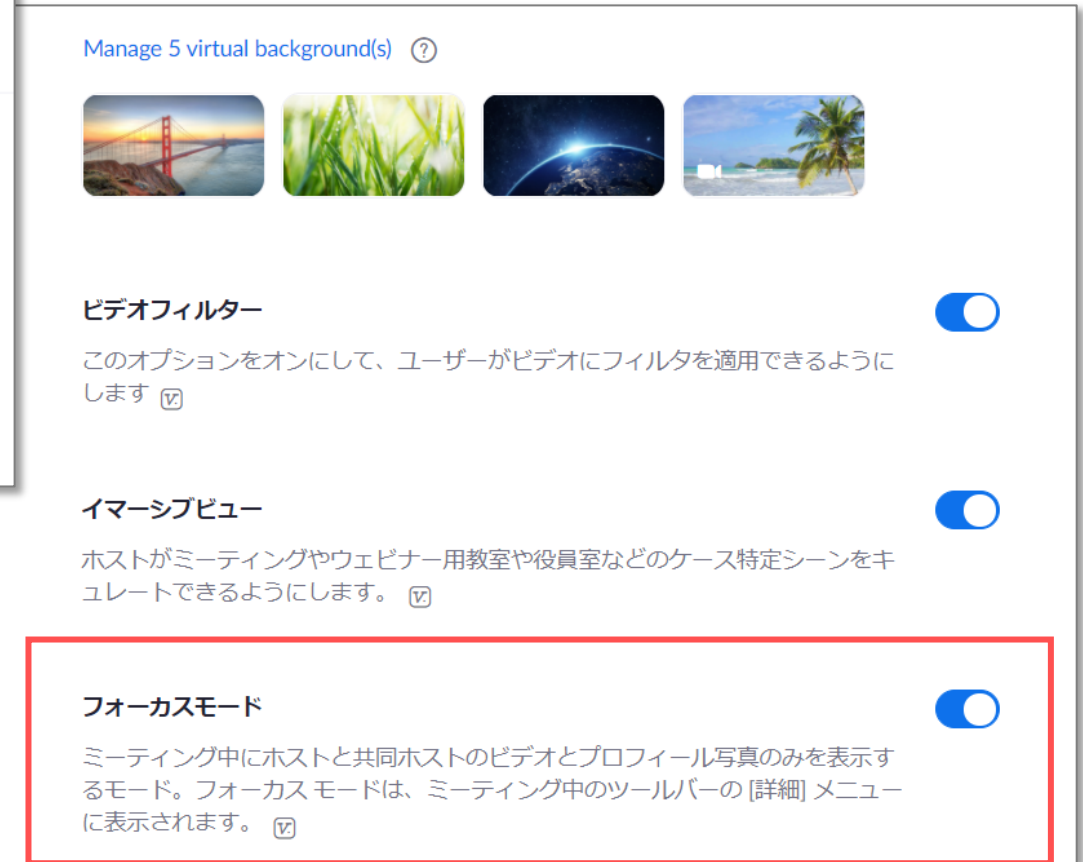 Manage 5 virtual background(s) ?
ビデオフィルター
このオプションをオンにして、ユーザーがビデオにフィルタを適用できるように
します V.
イマーシブビュー
ホストがミーティングやウェビナー用教室や役員室などのケース特定シーンをキ
ュレートできるようにします。 V.
フォーカスモード
ミーティング中にホストと共同ホストのビデオとプロフィール写真のみを表示す
るモード。フォーカス モードは、ミーティング中のツールバーの [詳細] メニュー
に表示されます。 V.